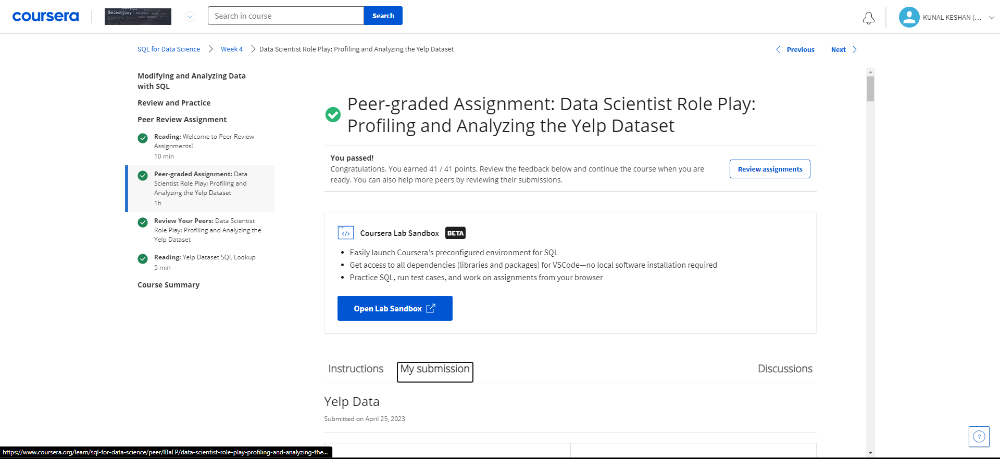 coursera
SelectQuery
Search in course
Search
KUNAL KESHAN (...
SQL for Data Science
Week 4
Data Scientist Role Play: Profiling and Analyzing the Yelp Dataset
Previous
Next
Modifying and Analyzing Data
with SQL
Review and Practice
Peer Review Assignment
Reading: Welcome to Peer Review
Assignments!
10 min
Peer-graded Assignment: Data
Scientist Role Play: Profiling and
Analyzing the Yelp Dataset
1h
Review Your Peers: Data Scientist
Role Play: Profiling and Analyzing the
Yelp Dataset
Reading: Yelp Dataset SQL Lookup
5 min
Course Summary
Peer-graded Assignment: Data Scientist Role Play:
Profiling and Analyzing the Yelp Dataset
You passed!
Congratulations. You earned 41 / 41 points. Review the feedback below and continue the course when you are
ready. You can also help more peers by reviewing their submissions.
Review assignments
</> Coursera Lab Sandbox BETA
• Easily launch Coursera's preconfigured environment for SQL
• Get access to all dependencies (libraries and packages) for VSCode—no local software installation required
• Practice SQL, run test cases, and work on assignments from your browser
Open Lab Sandbox
Instructions
My submission
Discussions
Yelp Data
Submitted on April 25, 2023
?
https://www.coursera.org/learn/sql-for-data-science/peer/IBaEP/data-scientist-role-play-profiling-and-analyzing-the...